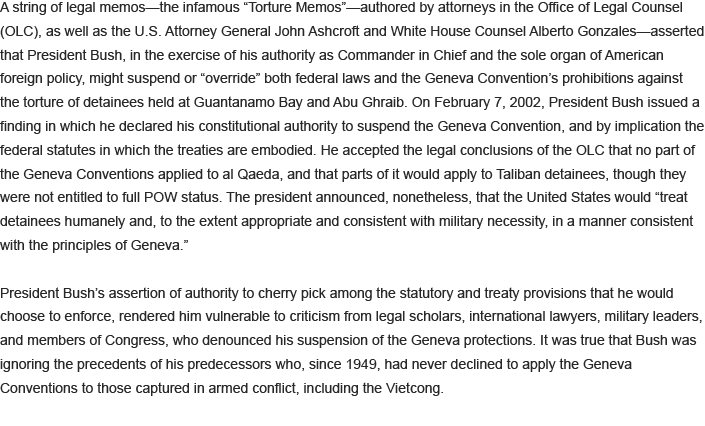 A string of legal memos—the infamous “Torture Memos”—authored by attorneys in the Office of Legal Counsel
(OLC), as well as the U.S. Attorney General John Ashcroft and White House Counsel Alberto Gonzales—asserted
that President Bush, in the exercise of his authority as Commander in Chief and the sole organ of American
foreign policy, might suspend or “override” both federal laws and the Geneva Convention’s prohibitions against
the torture of detainees held at Guantanamo Bay and Abu Ghraib. On February 7, 2002, President Bush issued a
finding in which he declared his constitutional authority to suspend the Geneva Convention, and by implication the
federal statutes in which the treaties are embodied. He accepted the legal conclusions of the OLC that no part of
the Geneva Conventions applied to al Qaeda, and that parts of it would apply to Taliban detainees, though they
were not entitled to full POW status. The president announced, nonetheless, that the United States would “treat
detainees humanely and, to the extent appropriate and consistent with military necessity, in a manner consistent
with the principles of Geneva.”
President Bush’s assertion of authority to cherry pick among the statutory and treaty provisions that he would
choose to enforce, rendered him vulnerable to criticism from legal scholars, international lawyers, military leaders,
and members of Congress, who denounced his suspension of the Geneva protections. It was true that Bush was
ignoring the precedents of his predecessors who, since 1949, had never declined to apply the Geneva
Conventions to those captured in armed conflict, including the Vietcong.